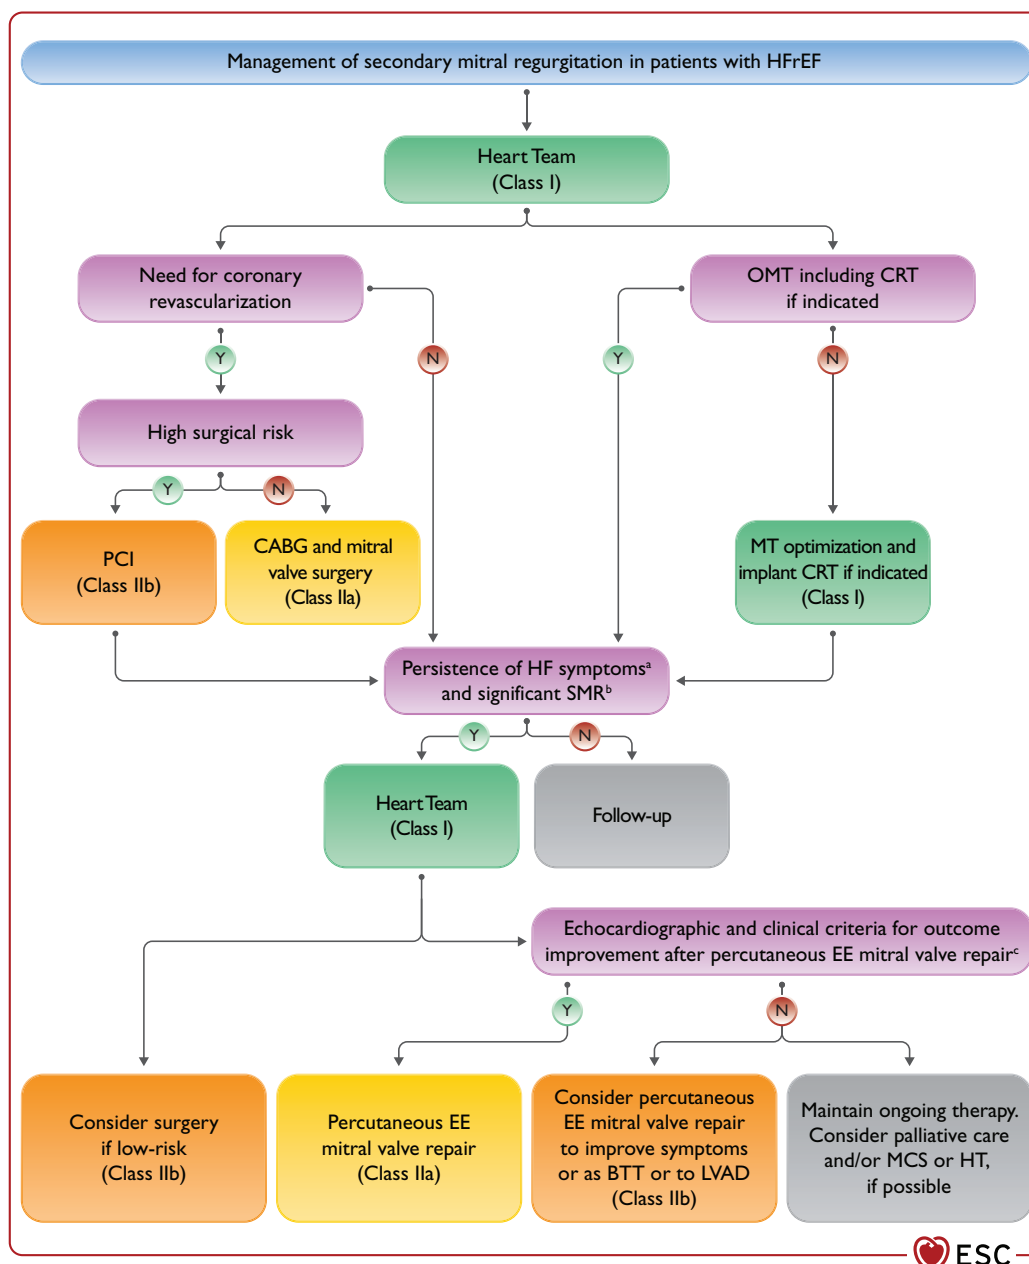 Management of secondary mitral regurgitation in patients with HFrEF
Heart Team
(Class I)
Need for coronary
revascularization
OMT including CRT
if indicated
Y
N
Y
N
High surgical risk
Y
N
PCI
(Class IIb)
CABG and mitral
valve surgery
(Class IIa)
MT optimization and
implant CRT if indicated
(Class I)
Persistence of HF symptomsᵃ
and significant SMRᵇ
Y
N
Heart Team
(Class I)
Follow-up
Echocardiographic and clinical criteria for outcome
improvement after percutaneous EE mitral valve repairᶜ
Y
N
Consider surgery
if low-risk
(Class IIb)
Percutaneous EE
mitral valve repair
(Class IIa)
Consider percutaneous
EE mitral valve repair
to improve symptoms
or as BTT or to LVAD
(Class IIb)
Maintain ongoing therapy.
Consider palliative care
and/or MCS or HT,
if possible
ESC